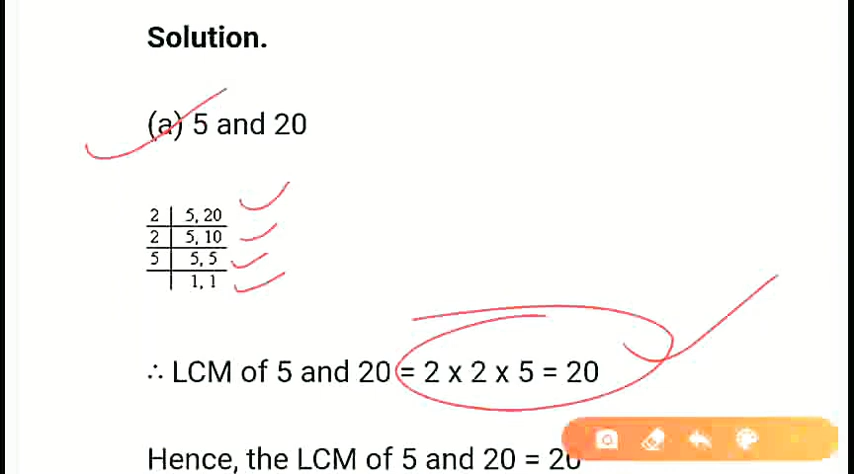 Solution.
(a) 5 and 20
2 | 5, 20
2 | 5, 10
5 | 5, 5
| 1, 1
∴ LCM of 5 and 20 = 2 x 2 x 5 = 20
Hence, the LCM of 5 and 20 = 20